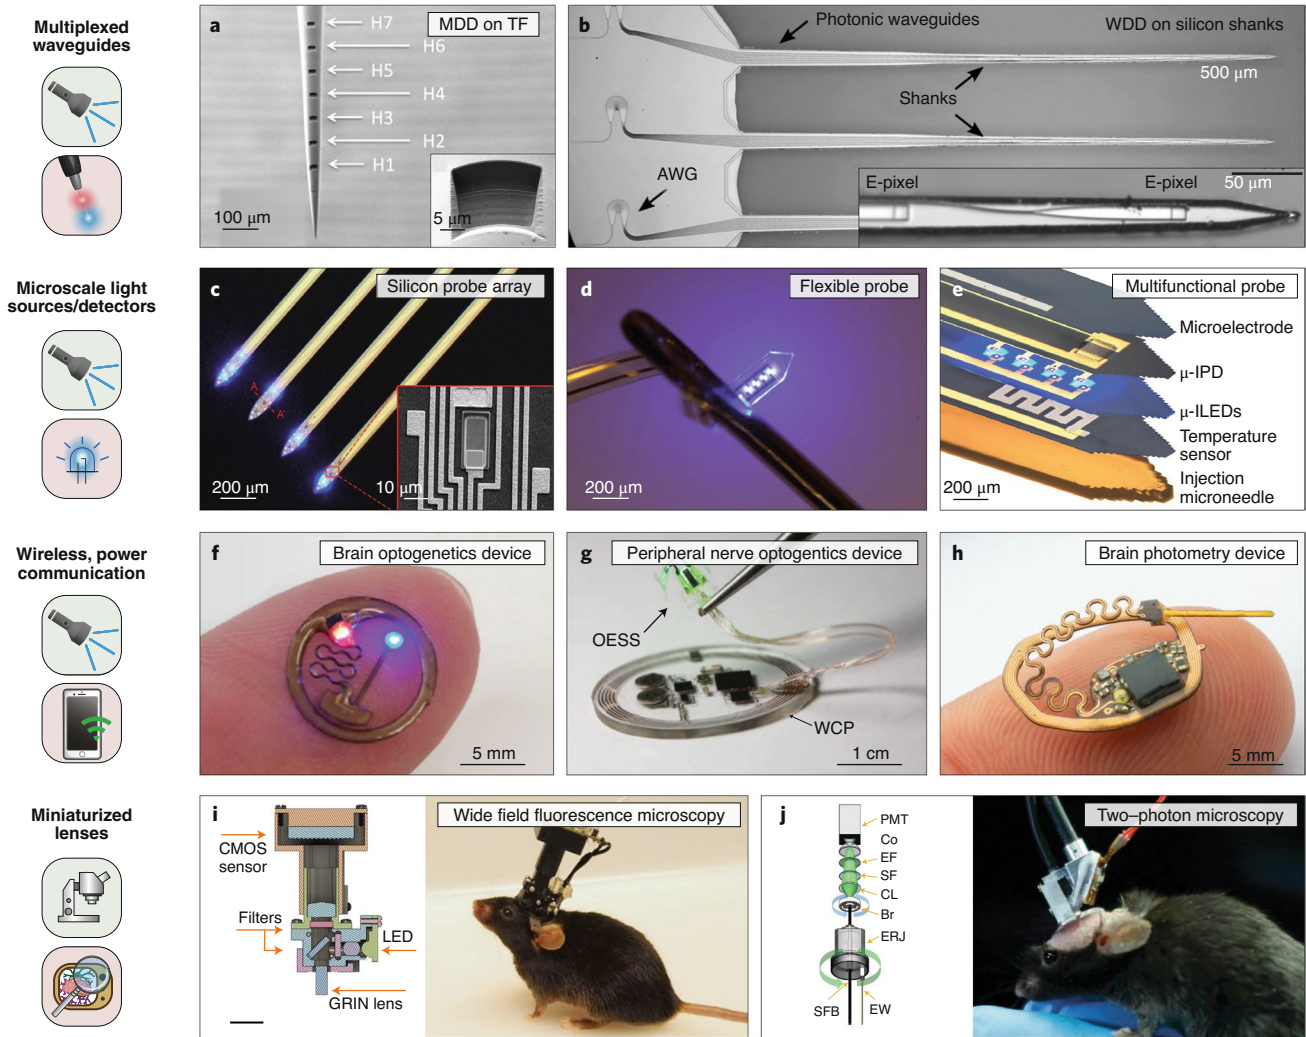 Multiplexed
waveguides
a
MDD on TF
H7
H6
H5
H4
H3
H2
H1
100 μm
5 μm
b
Photonic waveguides
WDD on silicon shanks
500 μm
Shanks
AWG
E-pixel
E-pixel
50 μm
Microscale light
sources/detectors
c
Silicon probe array
A
A'
200 μm
10 μm
d
Flexible probe
200 μm
e
Multifunctional probe
Microelectrode
μ-IPD
μ-ILEDs
Temperature
sensor
Injection
microneedle
200 μm
Wireless, power
communication
f
Brain optogenetics device
5 mm
g
Peripheral nerve optogentics device
OESS
WCP
1 cm
h
Brain photometry device
5 mm
Miniaturized
lenses
i
Wide field fluorescence microscopy
CMOS
sensor
Filters
LED
GRIN lens
j
Two–photon microscopy
PMT
Co
EF
SF
CL
Br
ERJ
SFB
EW